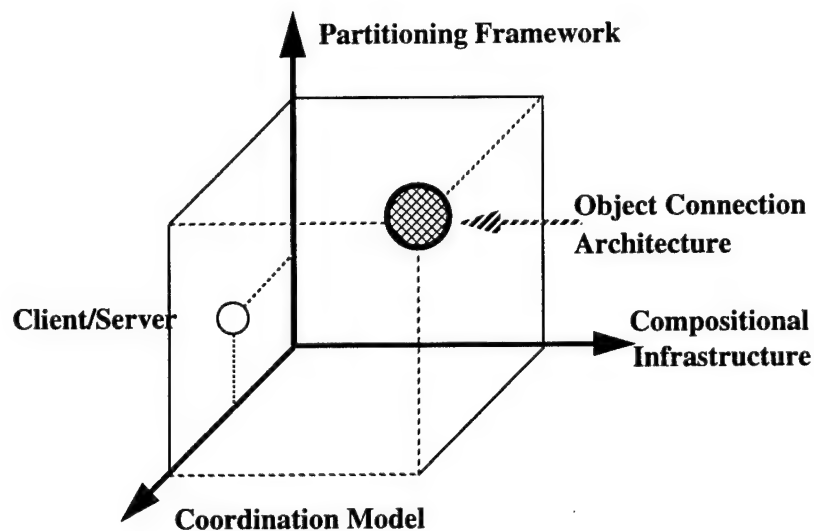 Partitioning Framework
Object Connection
Architecture
Client/Server
Compositional
Infrastructure
Coordination Model